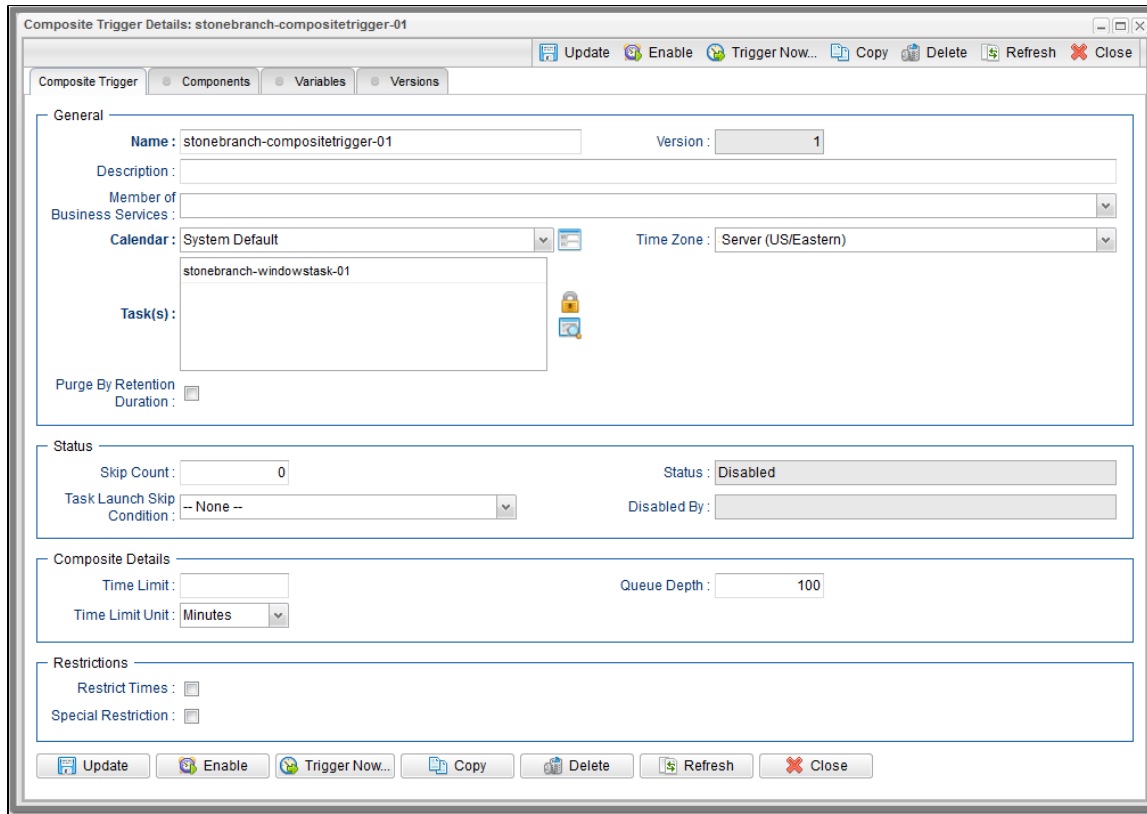 Composite Trigger Details: stonebranch-compositetrigger-01
Update Enable Trigger Now... Copy Delete Refresh Close
Composite Trigger Components Variables Versions
General
Name : stonebranch-compositetrigger-01 Version : 1
Description :
Member of
Business Services :
Calendar : System Default Time Zone : Server (US/Eastern)
stonebranch-windowstask-01
Task(s) :
Purge By Retention
Duration :
Status
Skip Count : 0 Status : Disabled
Task Launch Skip
Condition : -- None -- Disabled By :
Composite Details
Time Limit : Queue Depth : 100
Time Limit Unit : Minutes
Restrictions
Restrict Times :
Special Restriction :
Update Enable Trigger Now... Copy Delete Refresh Close